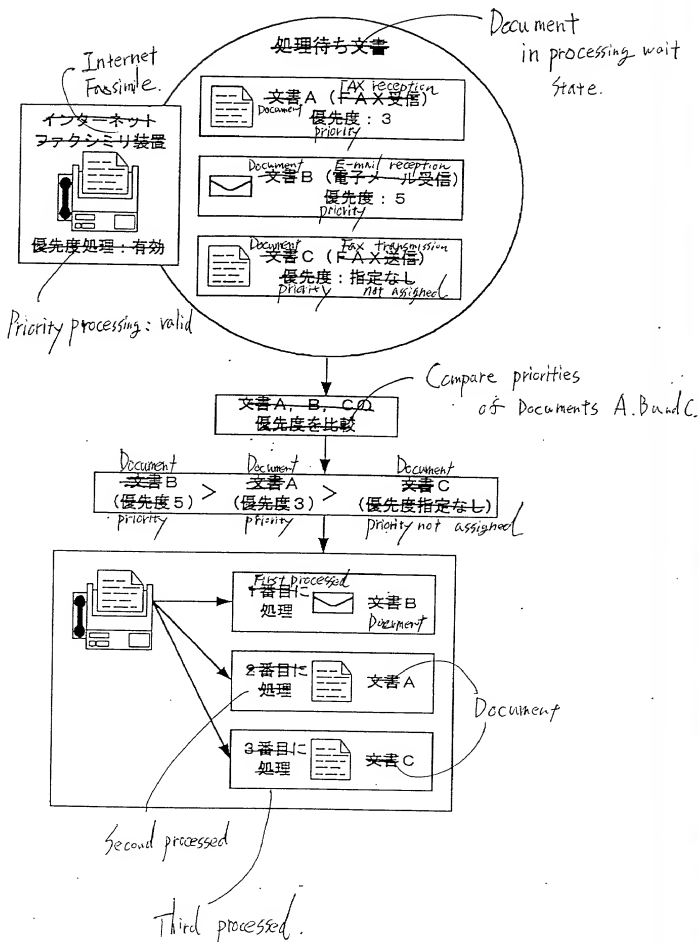 処理待ち文書
Document
in processing wait
State.
Internet
Fassimile.
インターネット
ファクシミリ装置
優先度処理：有効
Priority processing: valid
FAX reception
文書A（FAX受信）
Document
優先度：3
priority
Document E-mail reception
文書B（電子メール受信）
優先度：5
priority
Document Fax transmission
文書C（FAX送信）
優先度：指定なし
priority not assigned
文書A，B，Cの
優先度を比較
Compare priorities
of Documents A.B and C.
Document Document Document
文書B > 文書A > 文書C
（優先度5） （優先度3） （優先度指定なし）
priority priority priority not assigned
First processed
1番目に
処理
文書B
Document
2番目に
処理
文書A
3番目に
処理
文書C
Document
Second processed
Third processed.